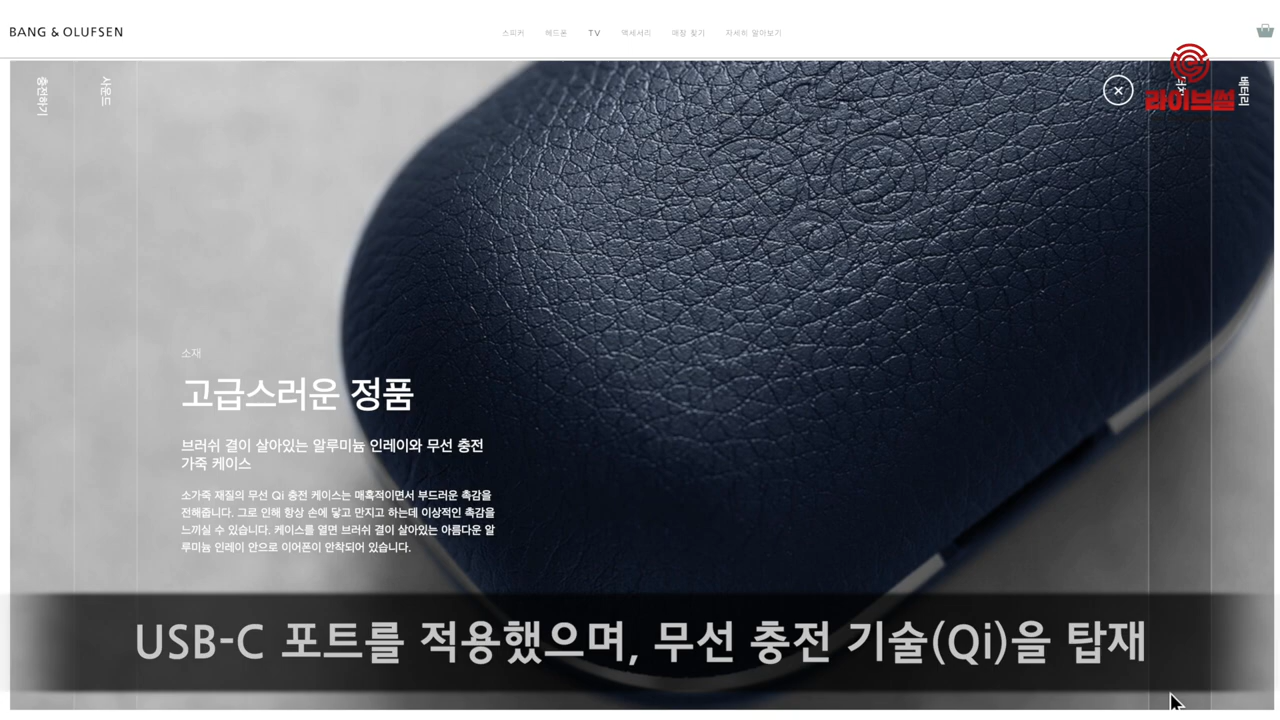 BANG & OLUFSEN
스피커 헤드폰 TV 액세서리 매장 찾기 자세히 알아보기
충전하기
사운드
라이브썰
배터리
소재
고급스러운 정품
브러쉬 결이 살아있는 알루미늄 인레이와 무선 충전
가죽 케이스
소가죽 재질의 무선 Qi 충전 케이스는 매혹적이면서 부드러운 촉감을
전해줍니다. 그로 인해 항상 손에 닿고 만지고 하는데 이상적인 촉감을
느끼실 수 있습니다. 케이스를 열면 브러쉬 결이 살아있는 아름다운 알
루미늄 인레이 안으로 이어폰이 안착되어 있습니다.
USB-C 포트를 적용했으며, 무선 충전 기술(Qi)을 탑재